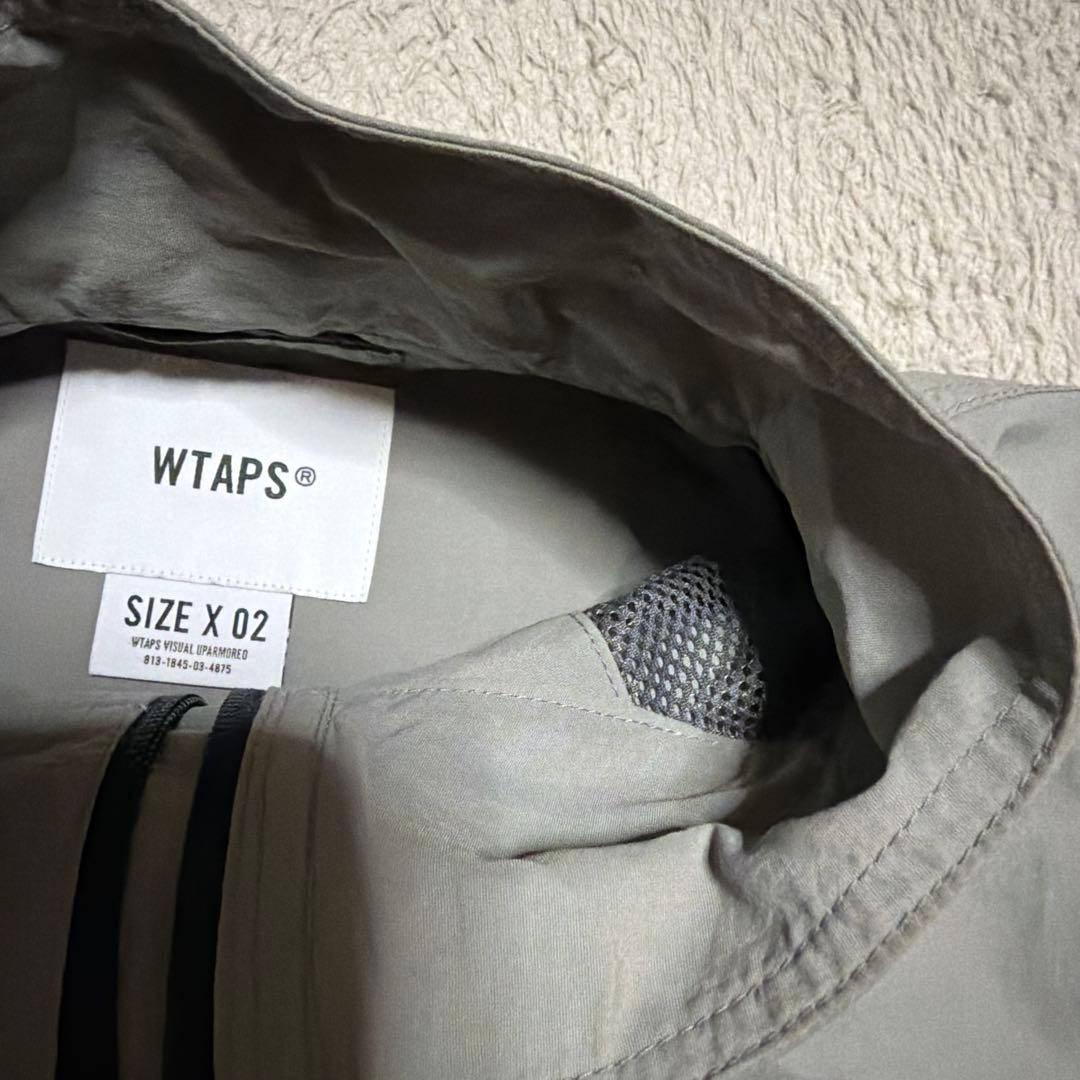 WTAPS®
SIZE X 02
WTAPS VISUAL UPARMORED
813-1845-03-4875